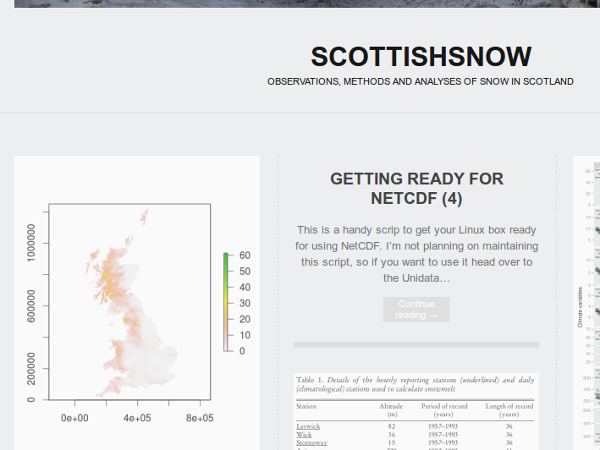 SCOTTISHSNOW
OBSERVATIONS, METHODS AND ANALYSES OF SNOW IN SCOTLAND
1000000
600000
200000
0
0e+00
4e+05
8e+05
60
50
40
30
20
10
0
GETTING READY FOR
NETCDF (4)
This is a handy scrip to get your Linux box ready
for using NetCDF. I'm not planning on maintaining
this script, so if you want to use it head over to
the Unidata…
Continue
reading →
Table 1. Details of the hourly reporting stations (underlined) and daily
(climatological) stations used to calculate snowmelt
Station Altitude Period of record Length of record
(m) (years) (years)
Lerwick 82 1957–1993 36
Wick 36 1957–1993 36
Stornoway 15 1957–1993 36
Climate variables